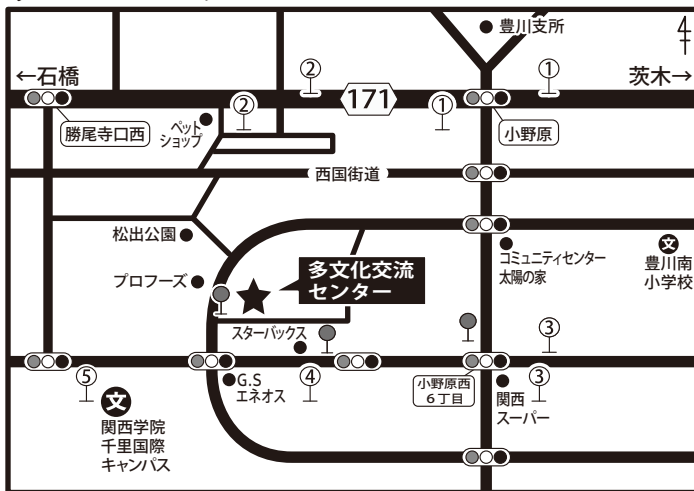 豊川支所
4
←石橋
②
171
①
①
茨木→
勝尾寺口西
ペット
ショップ
②
小野原
西国街道
松出公園
コミュニティセンター
太陽の家
文
豊川南
小学校
プロフーズ
多文化交流
センター
スターバックス
③
⑤
G.S
エネオス
④
小野原西
6丁目
関西
スーパー
③
文
関西学院
千里国際
キャンパス